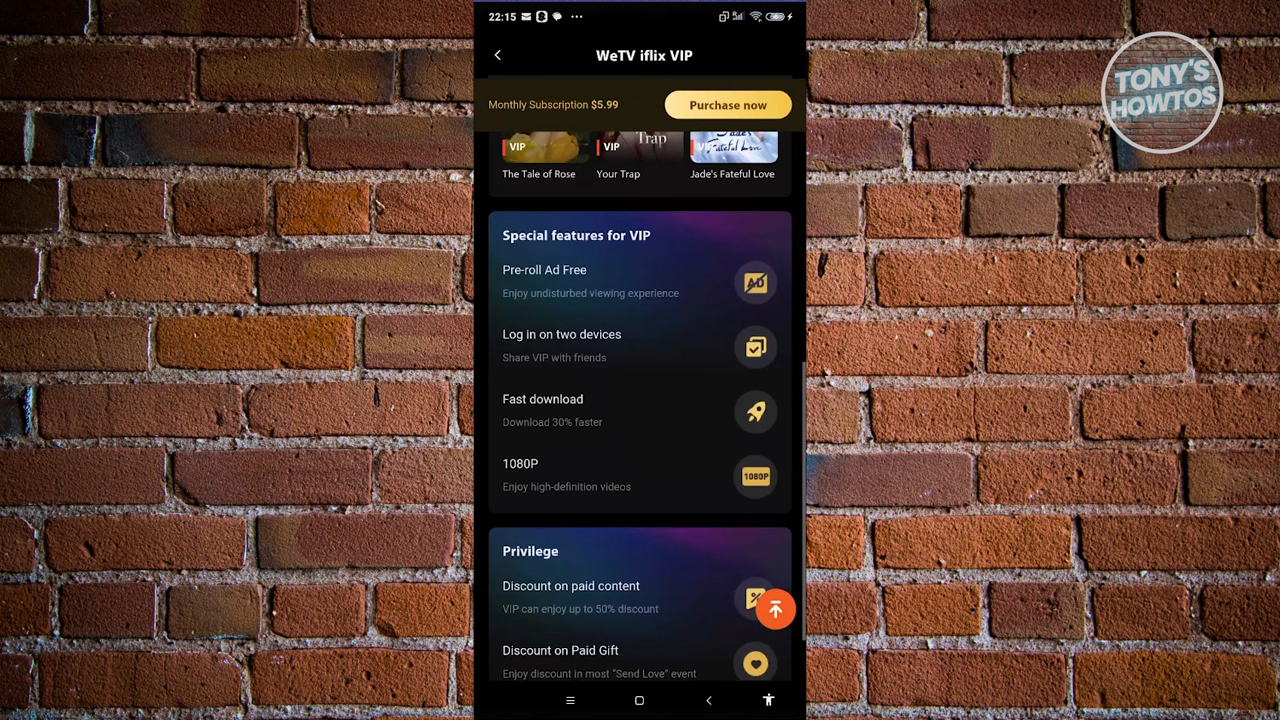 22:15
WeTV iflix VIP
TONY'S
HOWTOS
Monthly Subscription $5.99
Purchase now
VIP
VIP
Trap
Jade's
Fateful Love
The Tale of Rose
Your Trap
Jade's Fateful Love
Special features for VIP
Pre-roll Ad Free
Enjoy undisturbed viewing experience
AD
Log in on two devices
Share VIP with friends
Fast download
Download 30% faster
1080P
Enjoy high-definition videos
1080P
Privilege
Discount on paid content
VIP can enjoy up to 50% discount
%
Discount on Paid Gift
Enjoy discount in most "Send Love" event